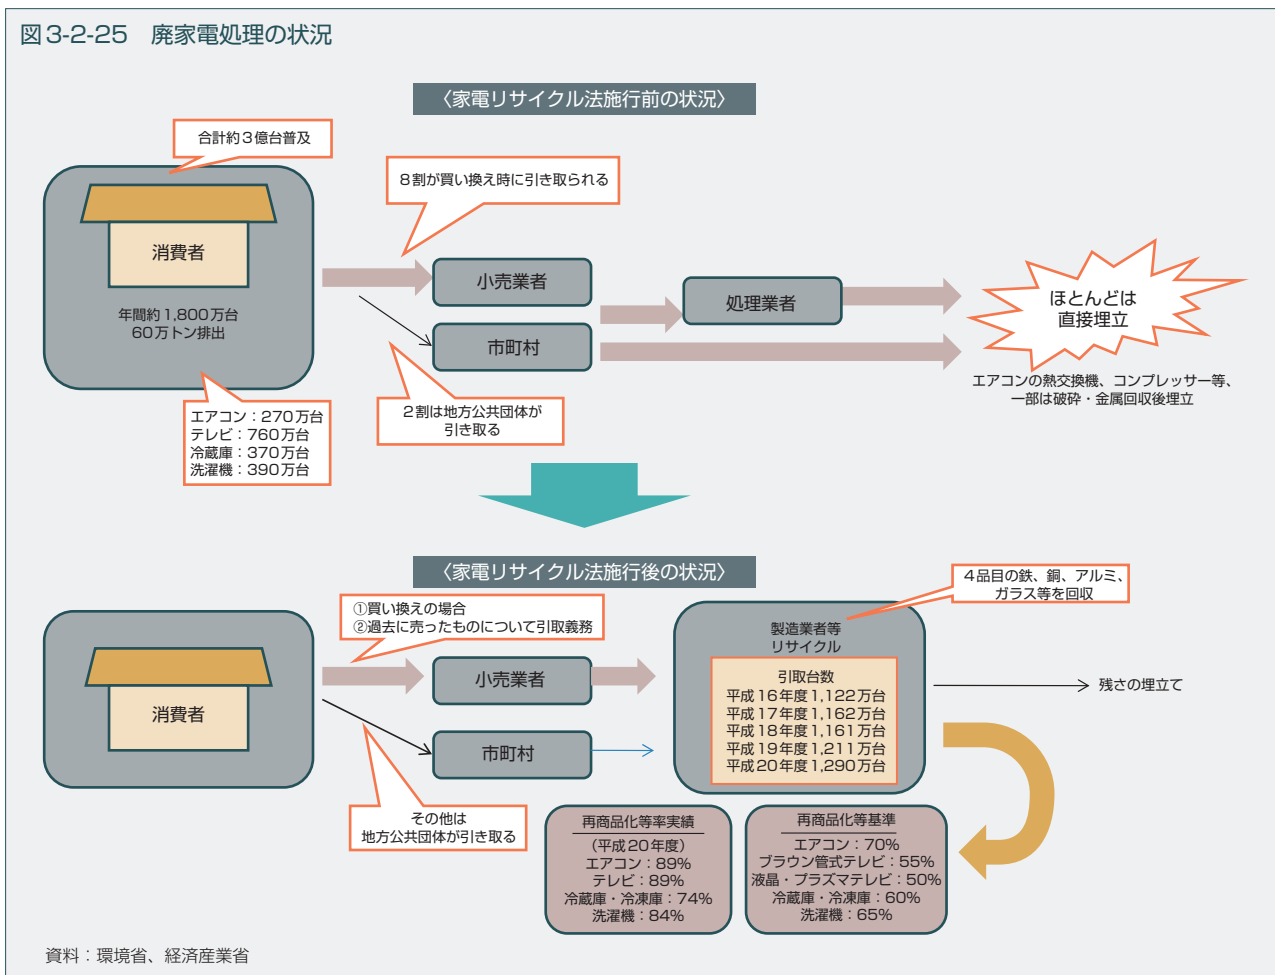 図3-2-25 廃家電処理の状況
〈家電リサイクル法施行前の状況〉
合計約3億台普及
8割が買い換え時に引き取られる
消費者
年間約1,800万台
60万トン排出
小売業者
市町村
処理業者
ほとんどは
直接埋立
エアコンの熱交換機、コンプレッサー等、
一部は破砕・金属回収後埋立
エアコン：270万台
テレビ：760万台
冷蔵庫：370万台
洗濯機：390万台
2割は地方公共団体が
引き取る
〈家電リサイクル法施行後の状況〉
①買い換えの場合
②過去に売ったものについて引取義務
4品目の鉄、銅、アルミ、
ガラス等を回収
消費者
小売業者
市町村
製造業者等
リサイクル
引取台数
平成16年度1,122万台
平成17年度1,162万台
平成18年度1,161万台
平成19年度1,211万台
平成20年度1,290万台
残さの埋立て
その他は
地方公共団体が引き取る
再商品化等率実績
（平成20年度）
エアコン：89%
テレビ：89%
冷蔵庫・冷凍庫：74%
洗濯機：84%
再商品化等基準
エアコン：70%
ブラウン管式テレビ：55%
液晶・プラズマテレビ：50%
冷蔵庫・冷凍庫：60%
洗濯機：65%
資料：環境省、経済産業省